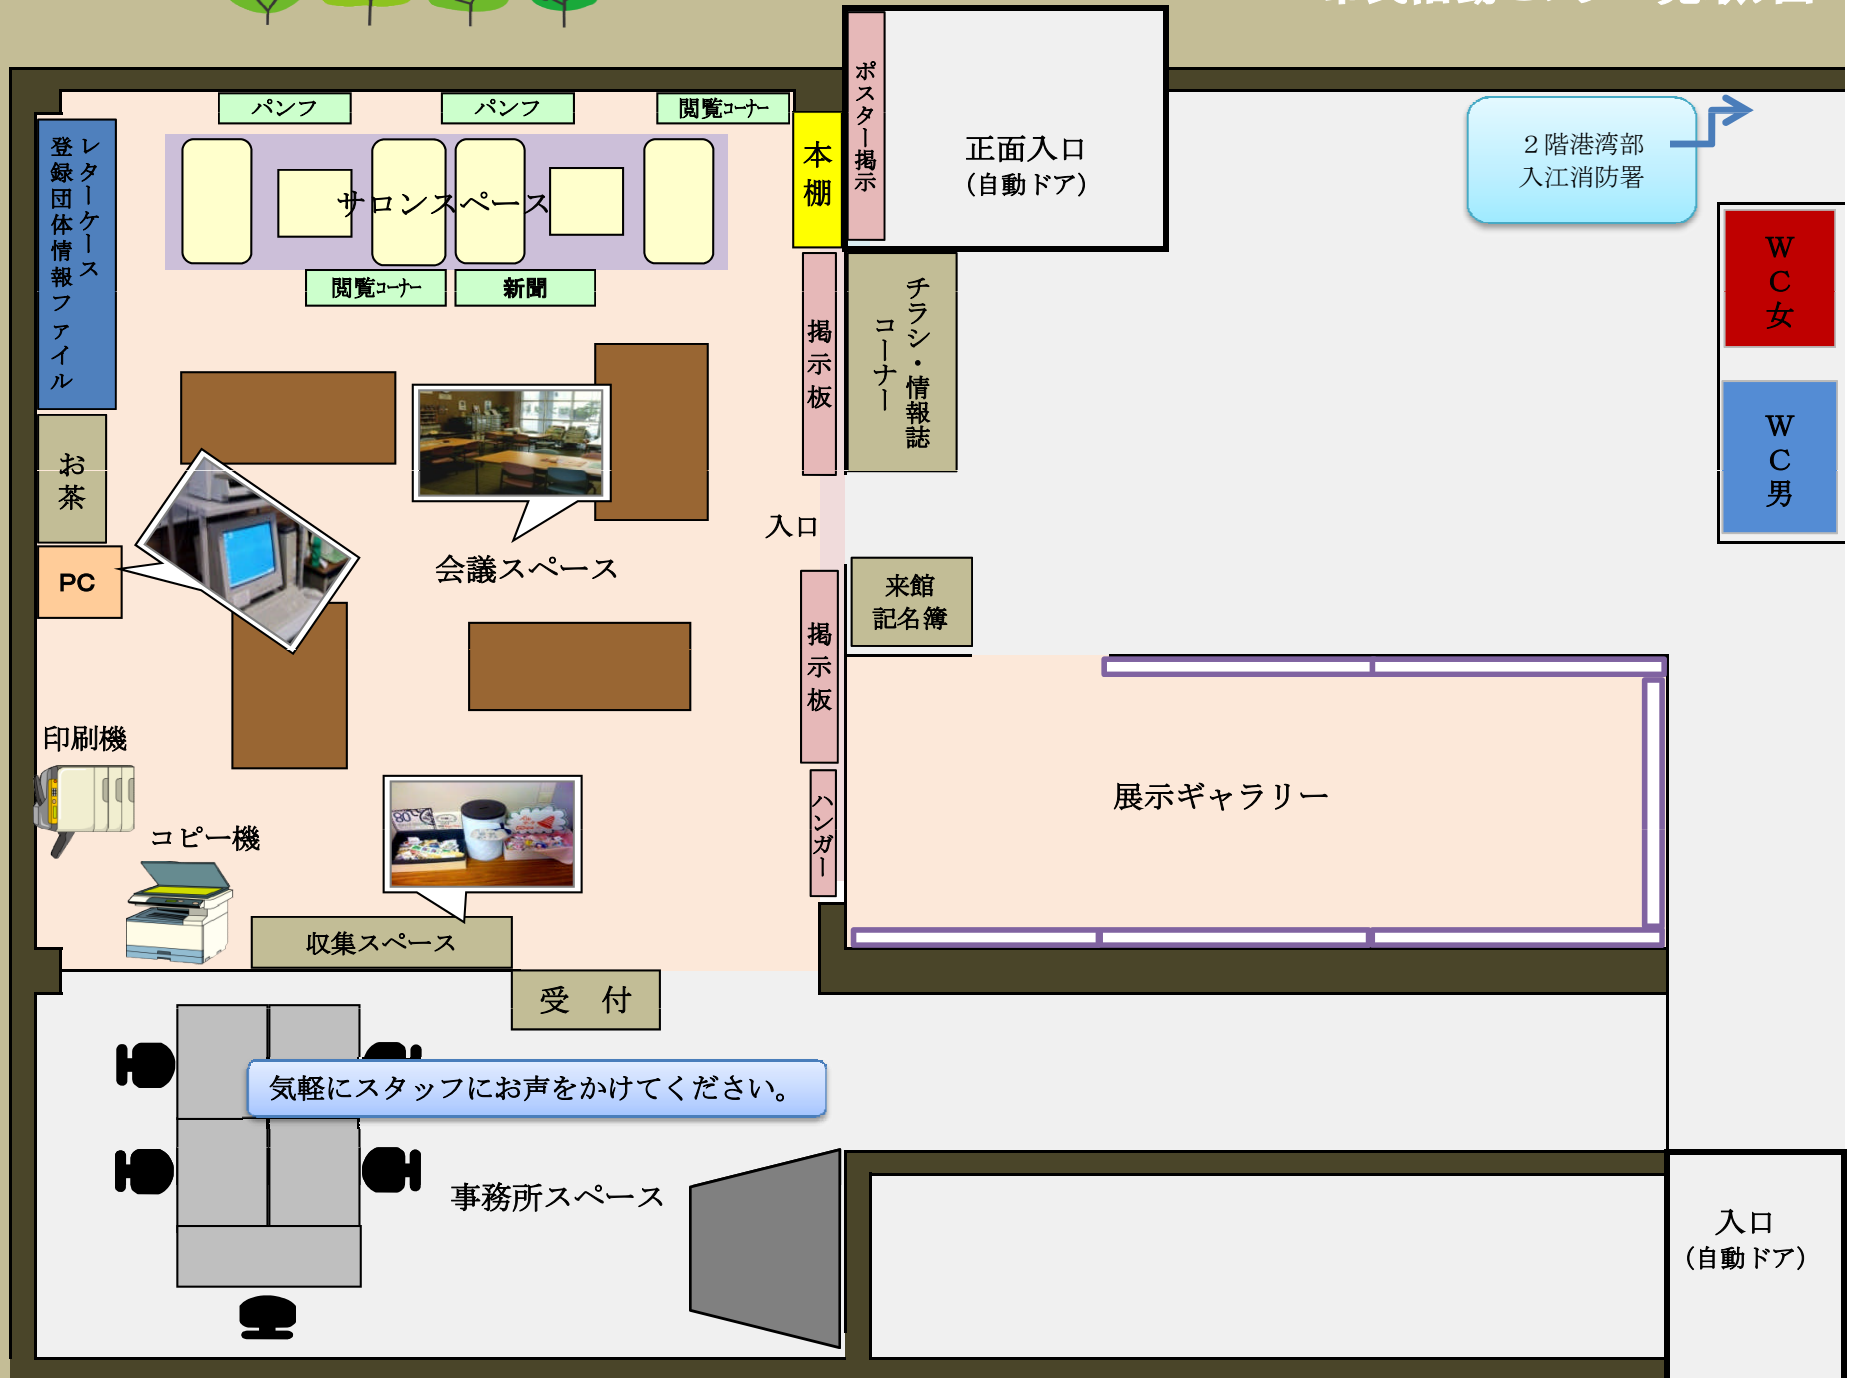 ポスター掲示
正面入口
（自動ドア）
２階港湾部
入江消防署
パンフ
パンフ
閲覧コーナー
本棚
レターケース
登録団体情報ファイル
サロンスペース
閲覧コーナー
新聞
掲示板
チラシ・情報誌
コーナー
ＷＣ女
ＷＣ男
お茶
入口
会議スペース
PC
来館
記名簿
掲示板
印刷機
ハンガー
展示ギャラリー
コピー機
収集スペース
受　付
気軽にスタッフにお声をかけてください。
事務所スペース
入口
（自動ドア）